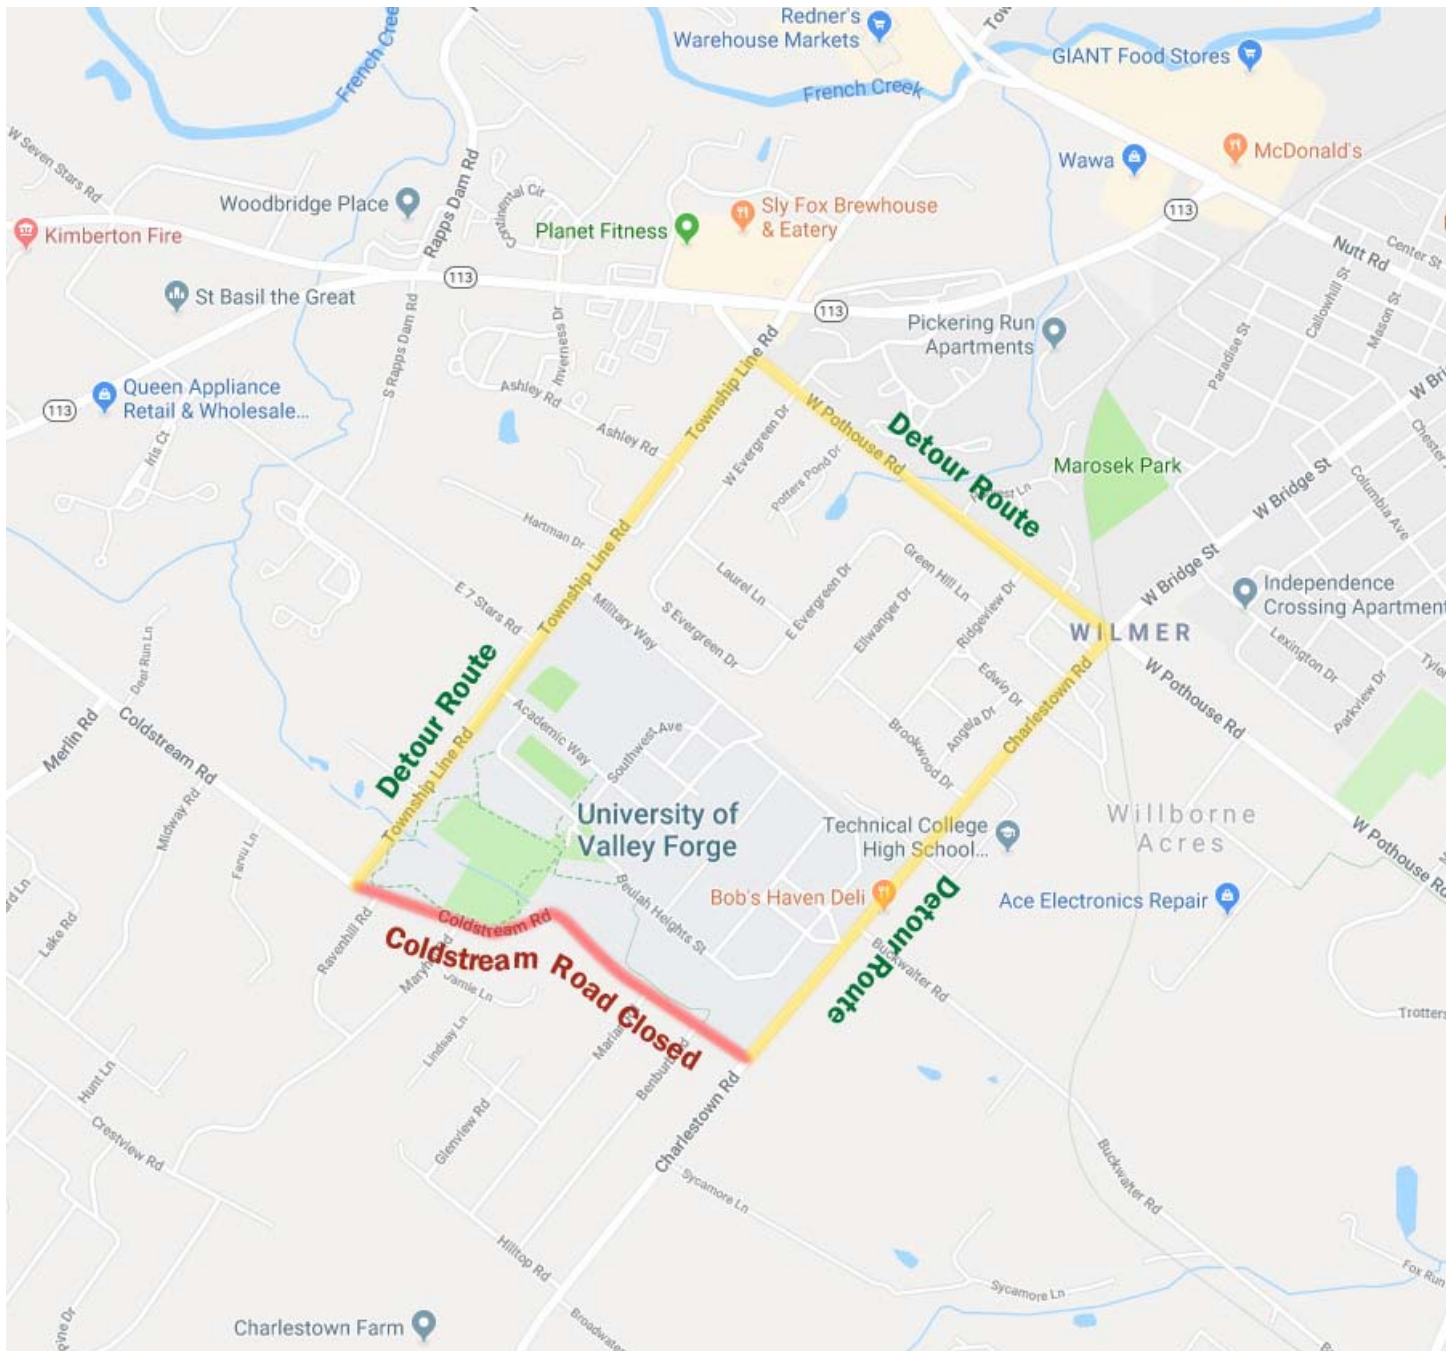 Redner's
Warehouse Markets
GIANT Food Stores
French Creek
French Creek
McDonald's
Wawa
W Seven Stars Rd
Woodbridge Place
Rapps Dam Rd
Continental Cir
Planet Fitness
Sly Fox Brewhouse
& Eatery
113
Kimberton Fire
Nutt Rd
Center St
113
St Basil the Great
113
Callowhill St
Mason St
Pickering Run
Apartments
S Rapps Dam Rd
Inverness Dr
Township Line Rd
Paradise St
Queen Appliance
Retail & Wholesale...
113
Ashley Rd
Ashley Rd
W Evergreen Dr
W Pothouse Rd
Detour Route
Iris Ct
Potters Pond Dr
Marosek Park
W Bridge St
Columbia Ave
Chester
Hartman Dr
Township Line Rd
Ln
W Bridge St
Laurel Ln
E Evergreen Dr
Green Hill Ln
Ellwanger Dr
Ridgeview Dr
Independence
Crossing Apartment
E 7 Stars Rd
Military Way
S Evergreen Dr
WILMER
Lexington Dr
Parkview Dr
Deer Run Ln
Detour Route
Edwin Dr
Charlestown Rd
W Pothouse Rd
Merlin Rd
Coldstream Rd
Academic Way
Southwest Ave
Brookwood Dr
Angela Dr
Township Line Rd
Midway Rd
Farvu Ln
University of
Valley Forge
Technical College
High School...
Willborne
Acres
W Pothouse Rd
Bob's Haven Deli
Ace Electronics Repair
Lake Rd
Ravenhill Rd
Coldstream Rd
Beulah Heights St
Detour Route
Buckwalter Rd
Coldstream Road Closed
Jamie Ln
Lindsay Ln
Hunt Ln
Glenview Rd
Charlestown Rd
Crestview Rd
Sycamore Ln
Buckwalter Rd
Hilltop Rd
Sycamore Ln
Fox Run
Charlestown Farm